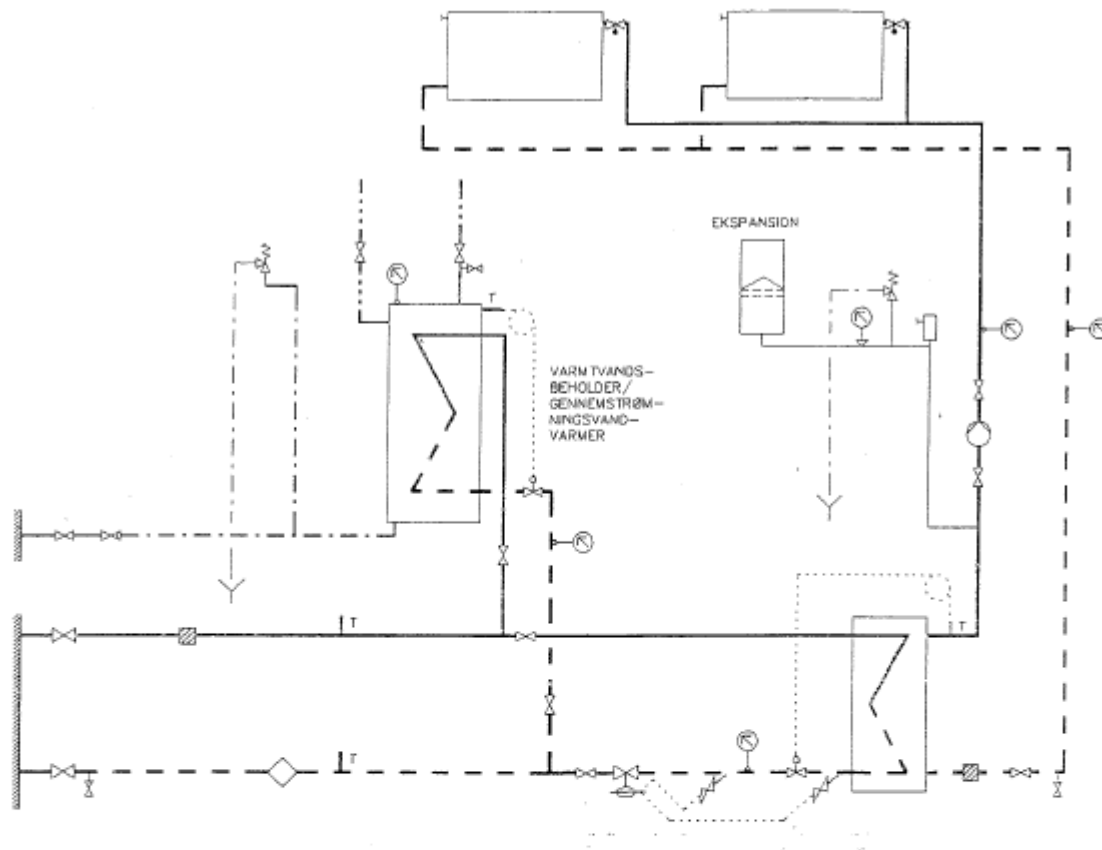 EKSPANSION
T
VARMTVANDS-
BEHOLDER/
GENNEMSTRØM-
NINGSVAND-
VARMER
T
T
T